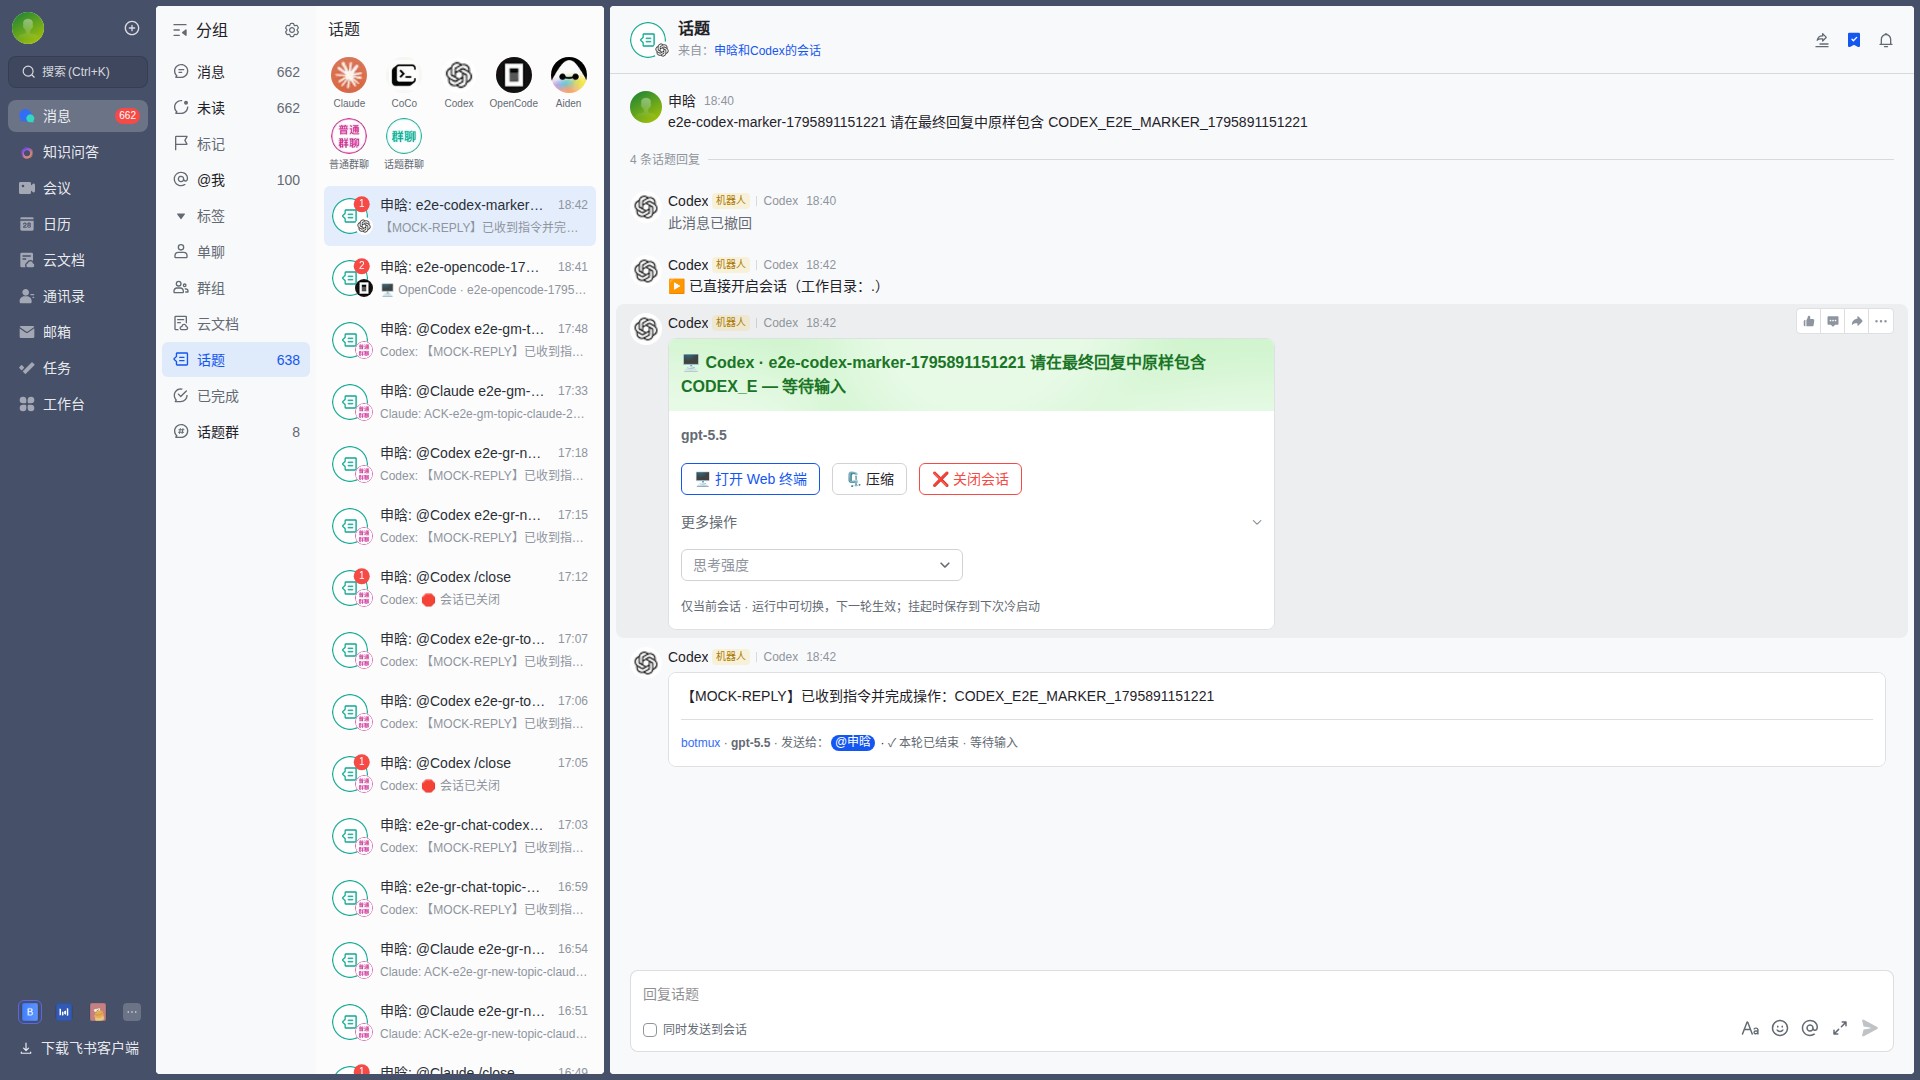 搜索 (Ctrl+K)
消息
662
知识问答
会议
日历
云文档
通讯录
邮箱
任务
工作台
下载飞书客户端
分组
消息
662
未读
662
标记
@我
100
标签
单聊
群组
云文档
话题
638
已完成
话题群
8
话题
Claude
CoCo
Codex
OpenCode
Aiden
普通
群聊
群聊
普通群聊
话题群聊
1
申晗: e2e-codex-marker…
18:42
【MOCK-REPLY】已收到指令并完…
2
申晗: e2e-opencode-17…
18:41
OpenCode · e2e-opencode-1795…
申晗: @Codex e2e-gm-t…
17:48
Codex: 【MOCK-REPLY】已收到指…
申晗: @Claude e2e-gm-…
17:33
Claude: ACK-e2e-gm-topic-claude-2…
申晗: @Codex e2e-gr-n…
17:18
Codex: 【MOCK-REPLY】已收到指…
申晗: @Codex e2e-gr-n…
17:15
Codex: 【MOCK-REPLY】已收到指…
1
申晗: @Codex /close
17:12
Codex: 🛑 会话已关闭
申晗: @Codex e2e-gr-to…
17:07
Codex: 【MOCK-REPLY】已收到指…
申晗: @Codex e2e-gr-to…
17:06
Codex: 【MOCK-REPLY】已收到指…
1
申晗: @Codex /close
17:05
Codex: 🛑 会话已关闭
申晗: e2e-gr-chat-codex…
17:03
Codex: 【MOCK-REPLY】已收到指…
申晗: e2e-gr-chat-topic-…
16:59
Codex: 【MOCK-REPLY】已收到指…
申晗: @Claude e2e-gr-n…
16:54
Claude: ACK-e2e-gr-new-topic-claud…
申晗: @Claude e2e-gr-n…
16:51
Claude: ACK-e2e-gr-new-topic-claud…
1
申晗: @Claude /close
16:49
话题
来自：申晗和Codex的会话
申晗 18:40
e2e-codex-marker-1795891151221 请在最终回复中原样包含 CODEX_E2E_MARKER_1795891151221
4 条话题回复
Codex 机器人 | Codex 18:40
此消息已撤回
Codex 机器人 | Codex 18:42
▶️ 已直接开启会话（工作目录：.）
Codex 机器人 | Codex 18:42
🖥️ Codex · e2e-codex-marker-1795891151221 请在最终回复中原样包含
CODEX_E — 等待输入
gpt-5.5
🖥️ 打开 Web 终端
🗜️ 压缩
❌ 关闭会话
更多操作
思考强度
仅当前会话 · 运行中可切换，下一轮生效；挂起时保存到下次冷启动
Codex 机器人 | Codex 18:42
【MOCK-REPLY】已收到指令并完成操作：CODEX_E2E_MARKER_1795891151221
botmux · gpt-5.5 · 发送给： @申晗 · ✓ 本轮已结束 · 等待输入
回复话题
同时发送到会话